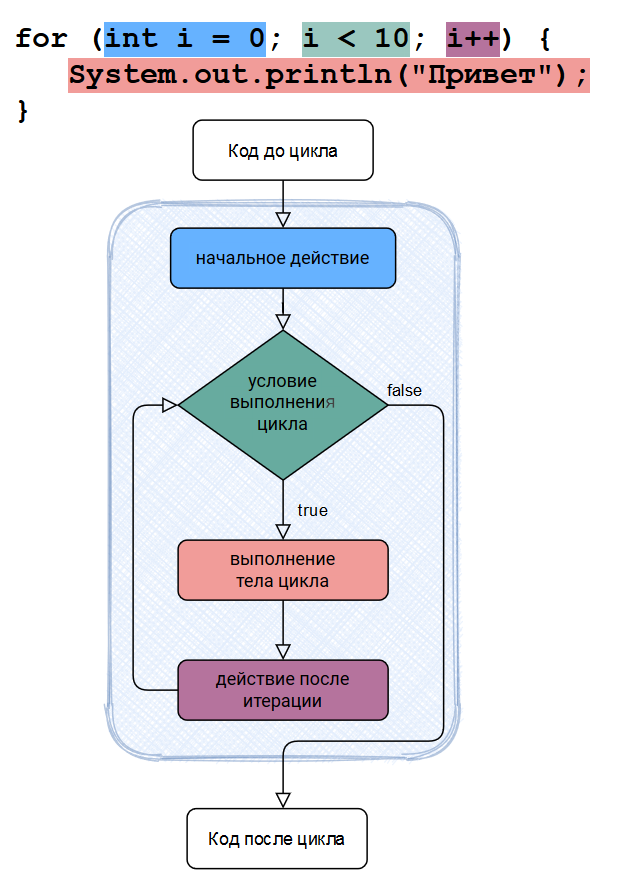 for (int i = 0; i < 10; i++) {
System.out.println("Привет");
}
Код до цикла
начальное действие
условие
выполнения
цикла
false
true
выполнение
тела цикла
действие после
итерации
Код после цикла